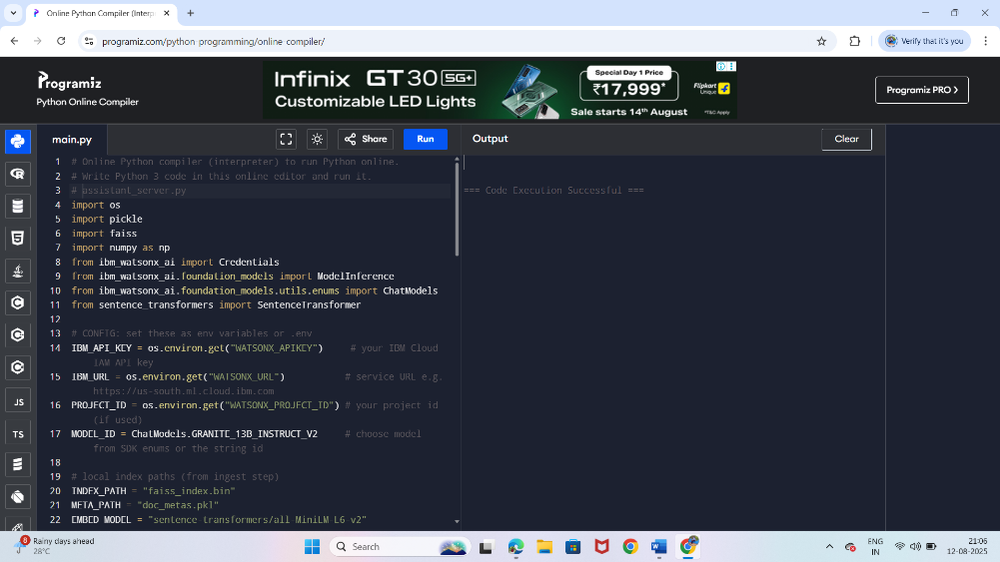 Online Python Compiler (Interp
programiz.com/python-programming/online-compiler/
Verify that it's you
Programiz
Python Online Compiler
Infinix GT 30 5G+
Customizable LED Lights
Special Day 1 Price
₹17,999*
Flipkart
Unique
Sale starts 14th August
*T&C Apply
Programiz PRO >
main.py
Share
Run
Output
Clear
1 # Online Python compiler (interpreter) to run Python online.
2 # Write Python 3 code in this online editor and run it.
3 # assistant_server.py
4 import os
5 import pickle
6 import faiss
7 import numpy as np
8 from ibm_watsonx_ai import Credentials
9 from ibm_watsonx_ai.foundation_models import ModelInference
10 from ibm_watsonx_ai.foundation_models.utils.enums import ChatModels
11 from sentence_transformers import SentenceTransformer
12
13 # CONFIG: set these as env variables or .env
14 IBM_API_KEY = os.environ.get("WATSONX_APIKEY") # your IBM Cloud
IAM API key
15 IBM_URL = os.environ.get("WATSONX_URL") # service URL e.g.
https://us-south.ml.cloud.ibm.com
16 PROJECT_ID = os.environ.get("WATSONX_PROJECT_ID") # your project id
(if used)
17 MODEL_ID = ChatModels.GRANITE_13B_INSTRUCT_V2 # choose model
from SDK enums or the string id
18
19 # local index paths (from ingest step)
20 INDEX_PATH = "faiss_index.bin"
21 META_PATH = "doc_metas.pkl"
22 EMBED_MODEL = "sentence-transformers/all-MiniLM-L6-v2"
=== Code Execution Successful ===
JS
TS
8
Rainy days ahead
28°C
Search
ENG
IN
21:06
12-08-2025